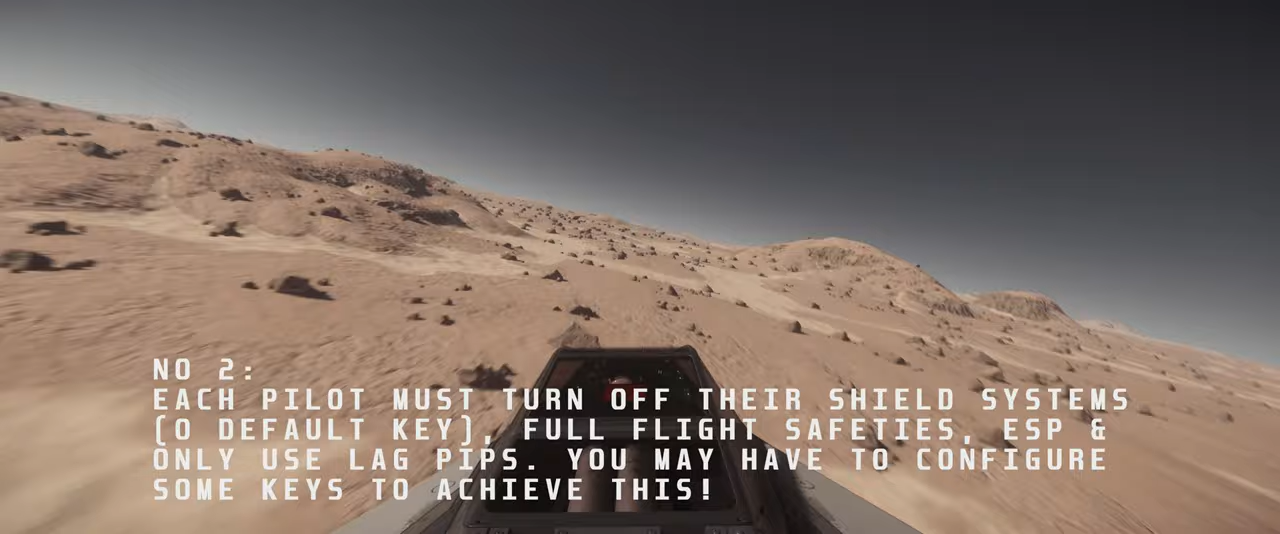 NO 2:
EACH PILOT MUST TURN OFF THEIR SHIELD SYSTEMS
(O DEFAULT KEY), FULL FLIGHT SAFETIES, ESP &
ONLY USE LAG PIPS. YOU MAY HAVE TO CONFIGURE
SOME KEYS TO ACHIEVE THIS!